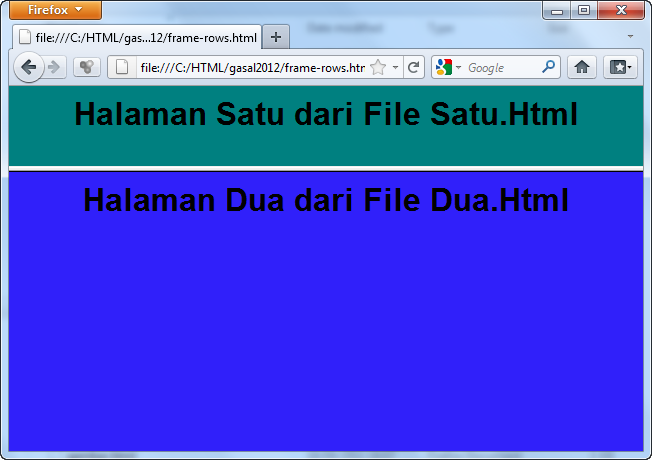 Firefox
file:///C:/HTML/gas...12/frame-rows.html
file:///C:/HTML/gasal2012/frame-rows.htm
Google
Halaman Satu dari File Satu.Html
Halaman Dua dari File Dua.Html